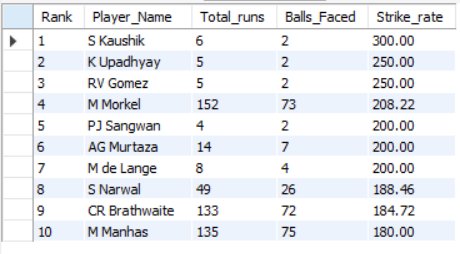 Rank Player_Name Total_runs Balls_Faced Strike_rate
1 S Kaushik 6 2 300.00
2 K Upadhyay 5 2 250.00
3 RV Gomez 5 2 250.00
4 M Morkel 152 73 208.22
5 PJ Sangwan 4 2 200.00
6 AG Murtaza 14 7 200.00
7 M de Lange 8 4 200.00
8 S Narwal 49 26 188.46
9 CR Brathwaite 133 72 184.72
10 M Manhas 135 75 180.00